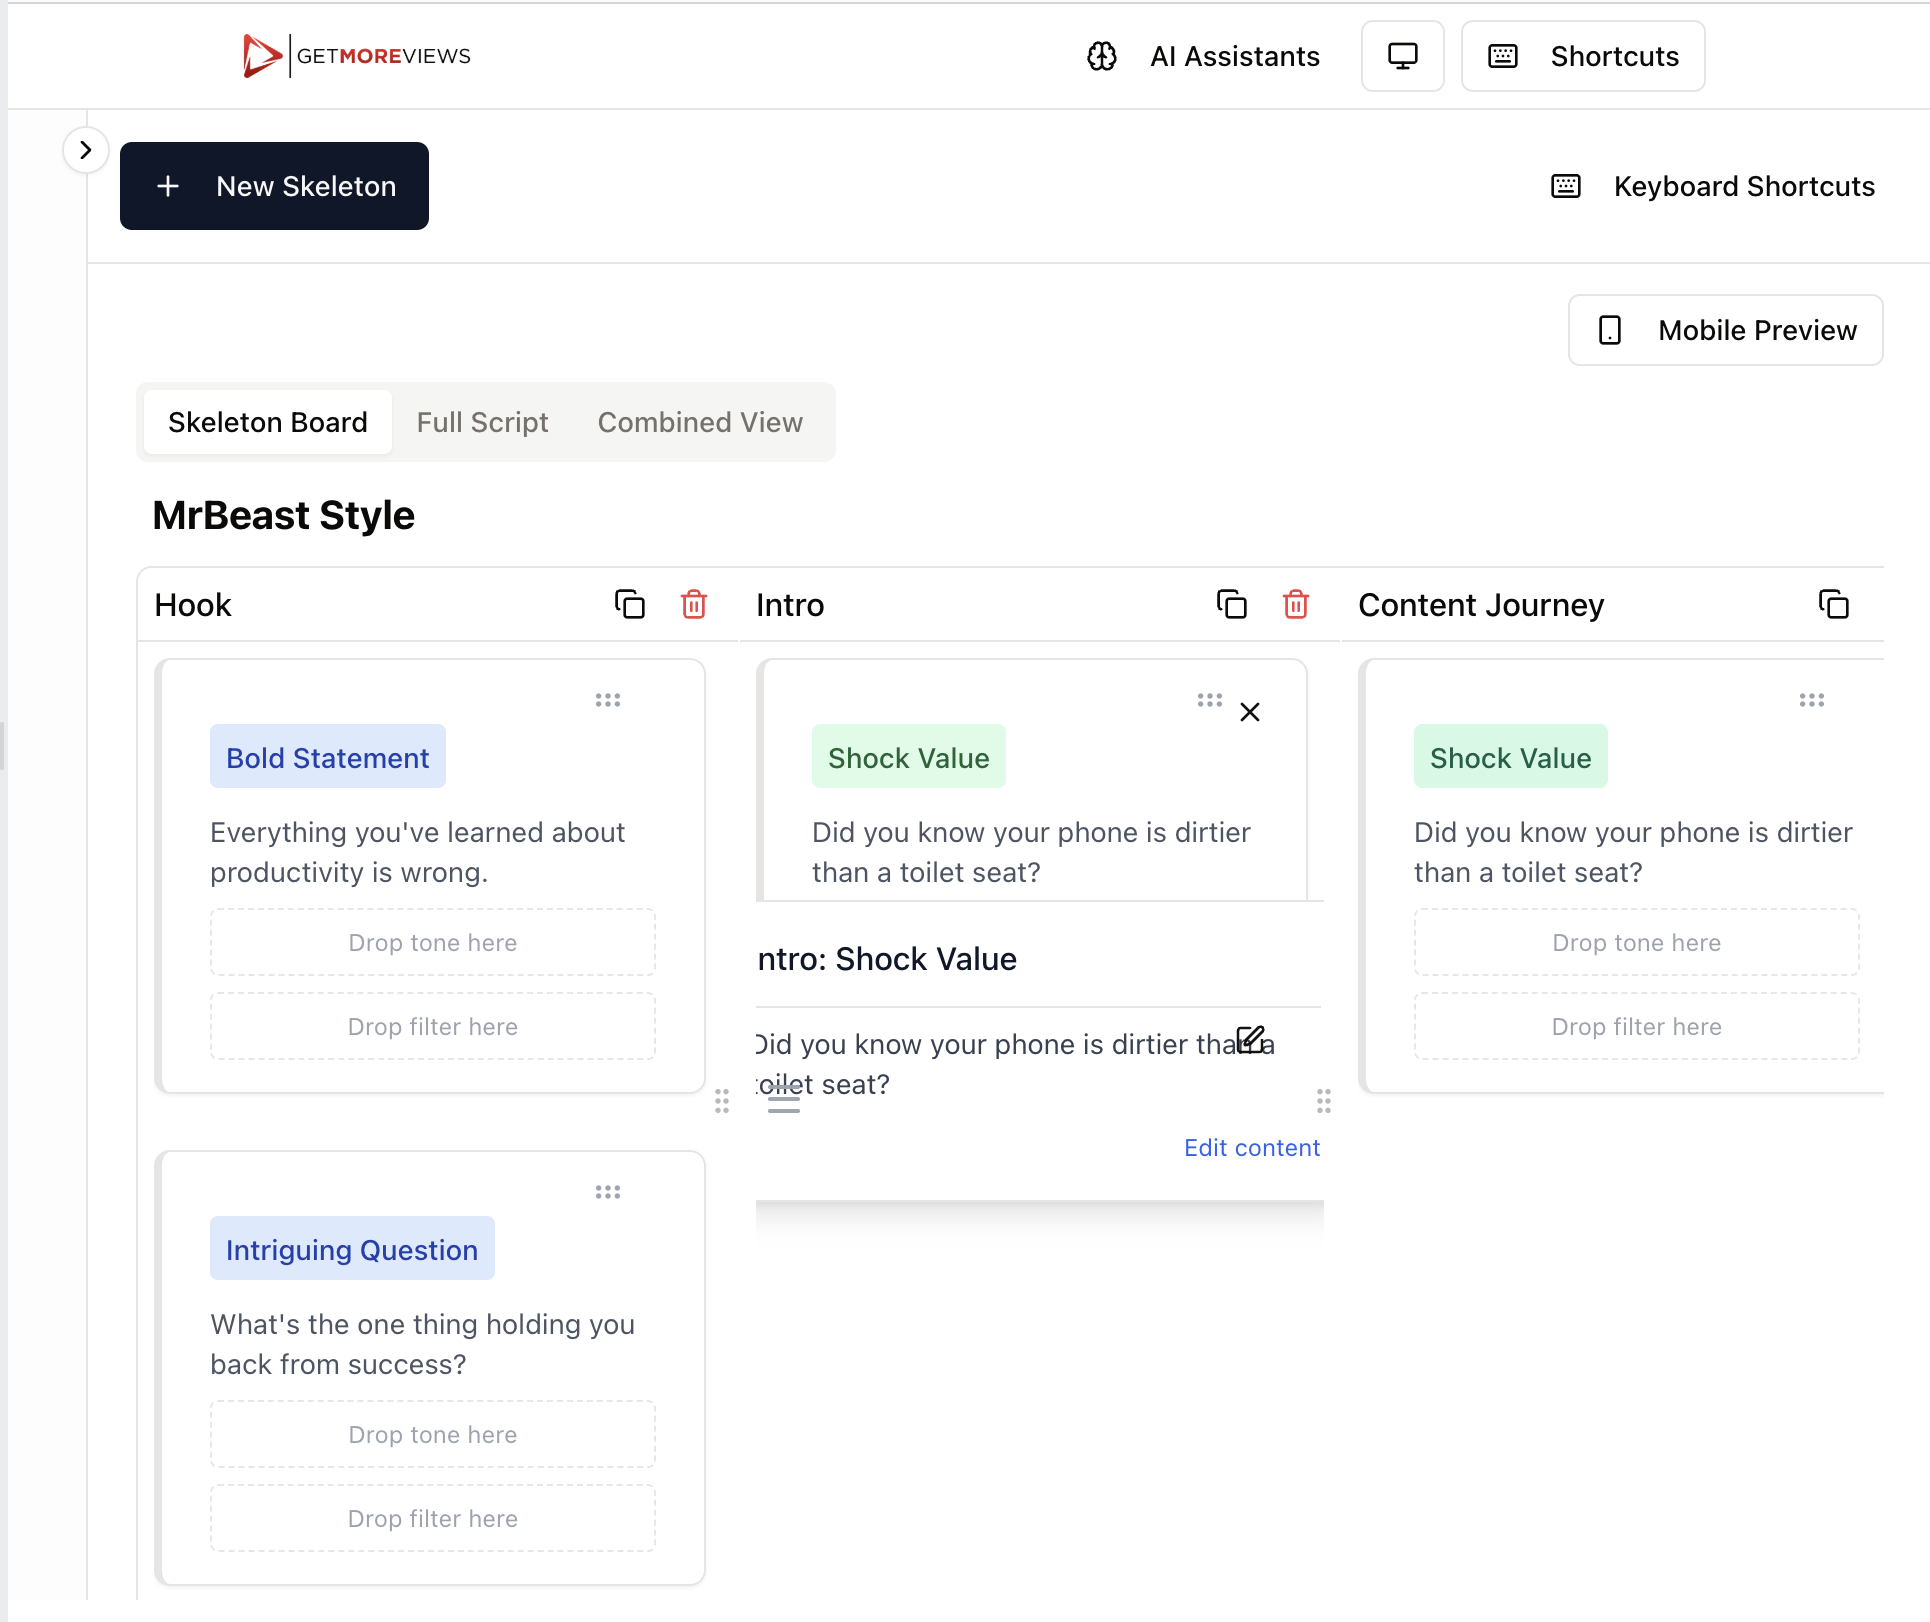 GETMOREVIEWS
AI Assistants
Shortcuts
New Skeleton
Keyboard Shortcuts
Mobile Preview
Skeleton Board
Full Script
Combined View
MrBeast Style
Hook
Bold Statement
Everything you've learned about
productivity is wrong.
Drop tone here
Drop filter here
Intriguing Question
What's the one thing holding you
back from success?
Drop tone here
Drop filter here
Intro
Shock Value
Did you know your phone is dirtier
than a toilet seat?
ntro: Shock Value
Did you know your phone is dirtier than a
toilet seat?
Edit content
Content Journey
Shock Value
Did you know your phone is dirtier
than a toilet seat?
Drop tone here
Drop filter here